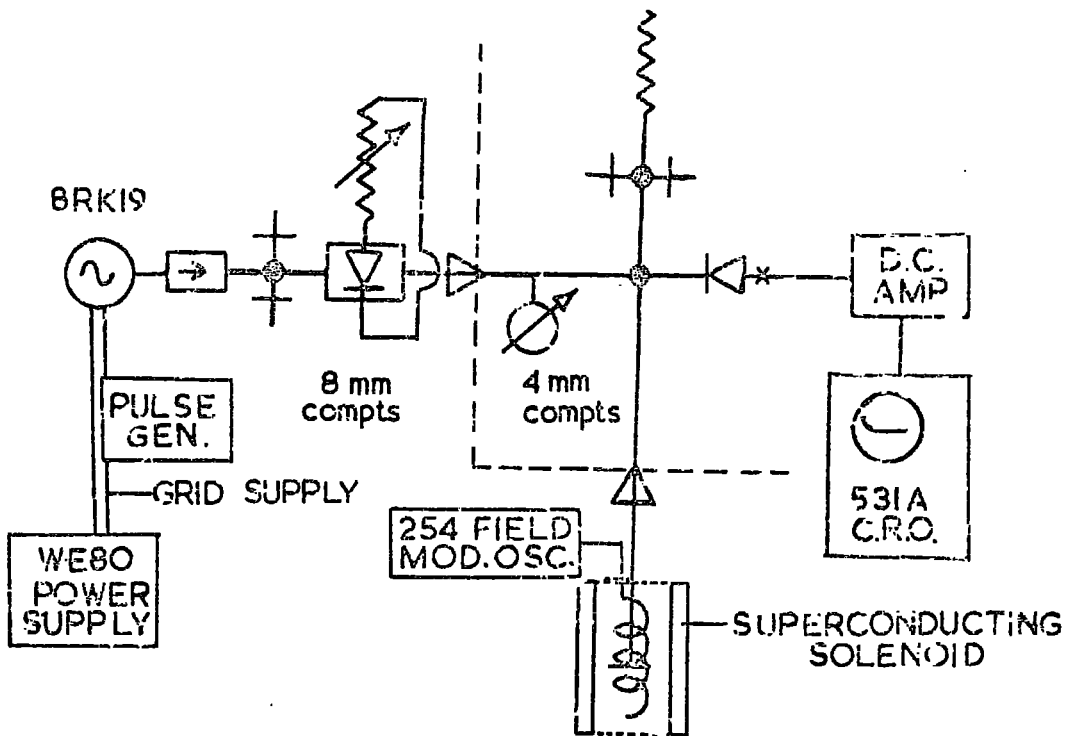 8RK19
D.C.
AMP
8 mm
compts
4 mm
compts
PULSE
GEN.
GRID SUPPLY
531A
C.R.O.
254 FIELD
MOD. OSC.
WE80
POWER
SUPPLY
SUPERCONDUCTING
SOLENOID